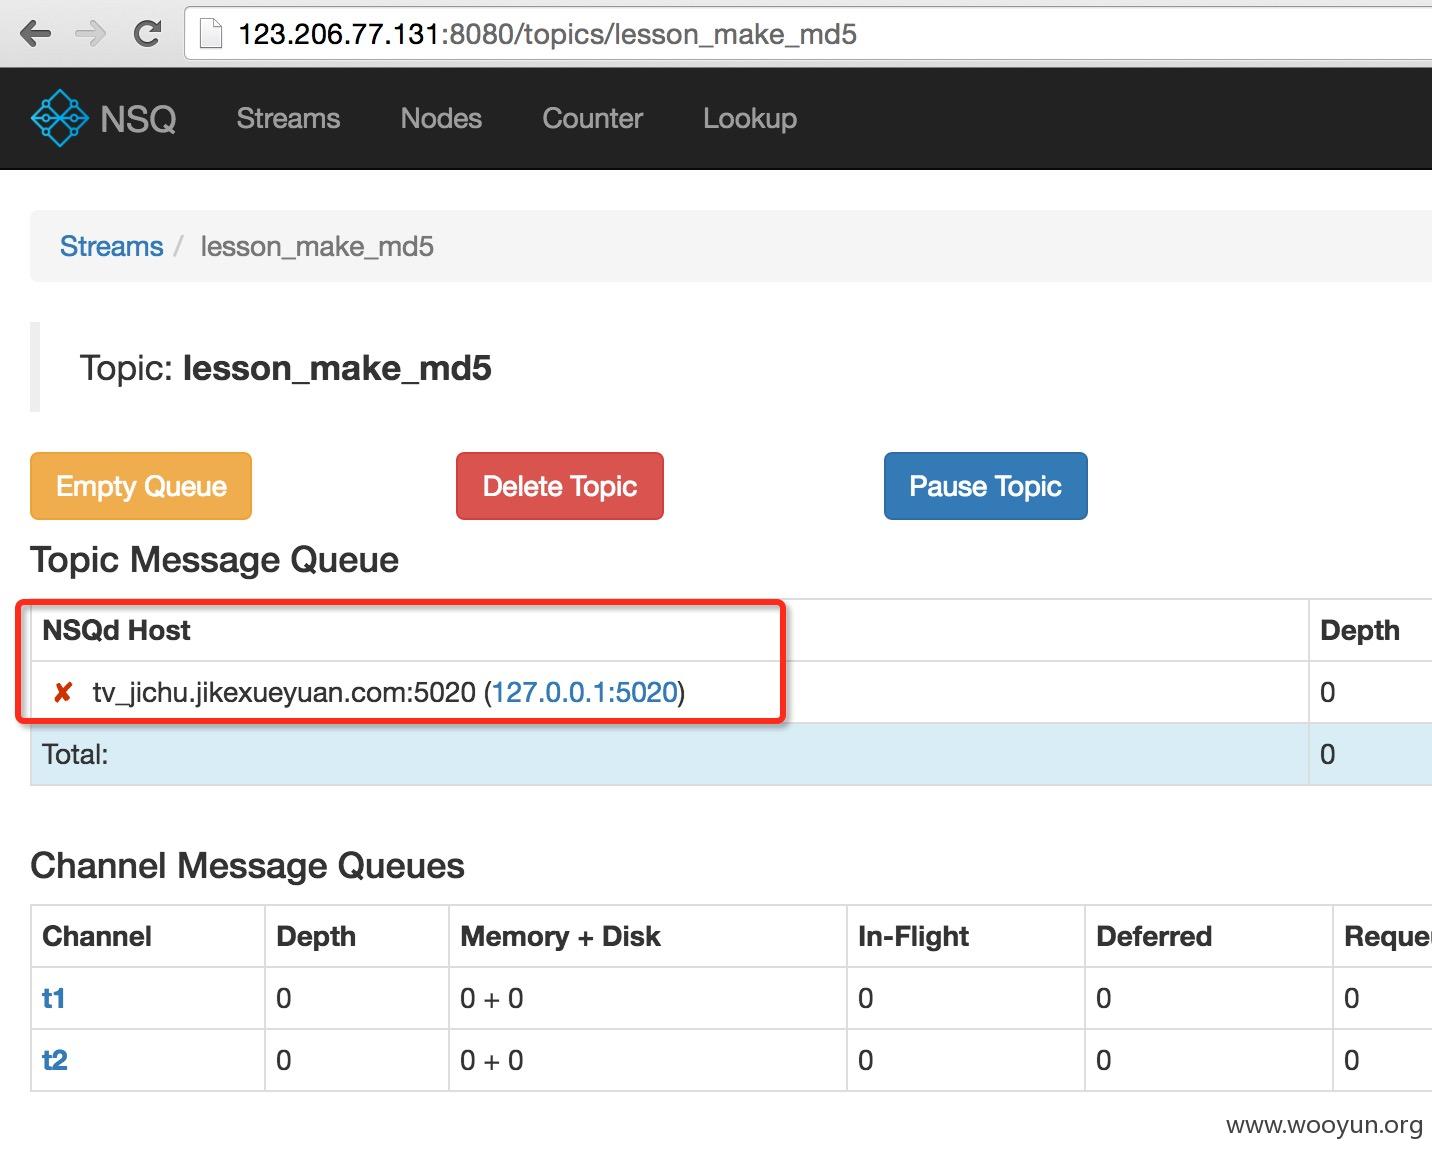 123.206.77.131:8080/topics/lesson_make_md5
NSQ Streams Nodes Counter Lookup
Streams / lesson_make_md5
Topic: lesson_make_md5
Empty Queue Delete Topic Pause Topic
Topic Message Queue
NSQd Host Depth
✘ tv_jichu.jikexueyuan.com:5020 (127.0.0.1:5020) 0
Total: 0
Channel Message Queues
Channel Depth Memory + Disk In-Flight Deferred Reque
t1 0 0 + 0 0 0 0
t2 0 0 + 0 0 0 0
www.wooyun.org